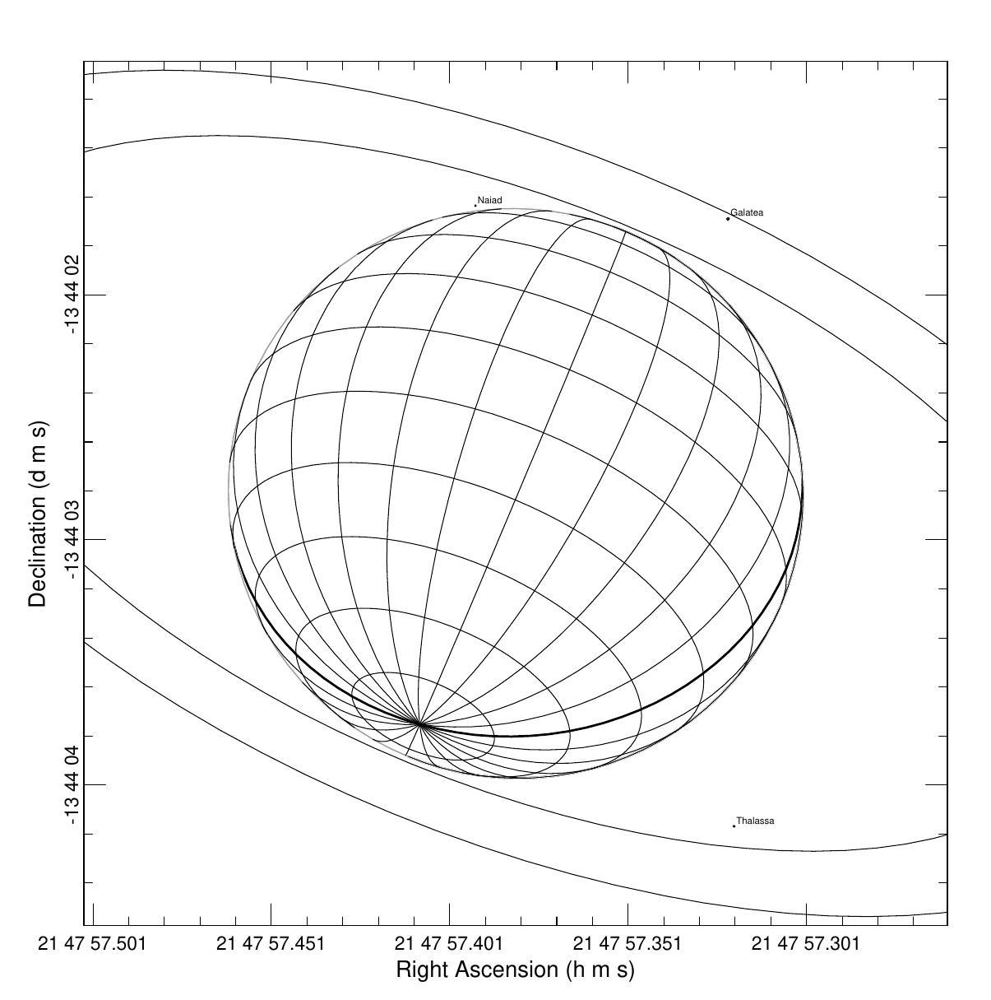 Naiad
Galatea
-13 44 02
-13 44 03
-13 44 04
Declination (d m s)
Thalassa
21 47 57.501 21 47 57.451 21 47 57.401 21 47 57.351 21 47 57.301
Right Ascension (h m s)